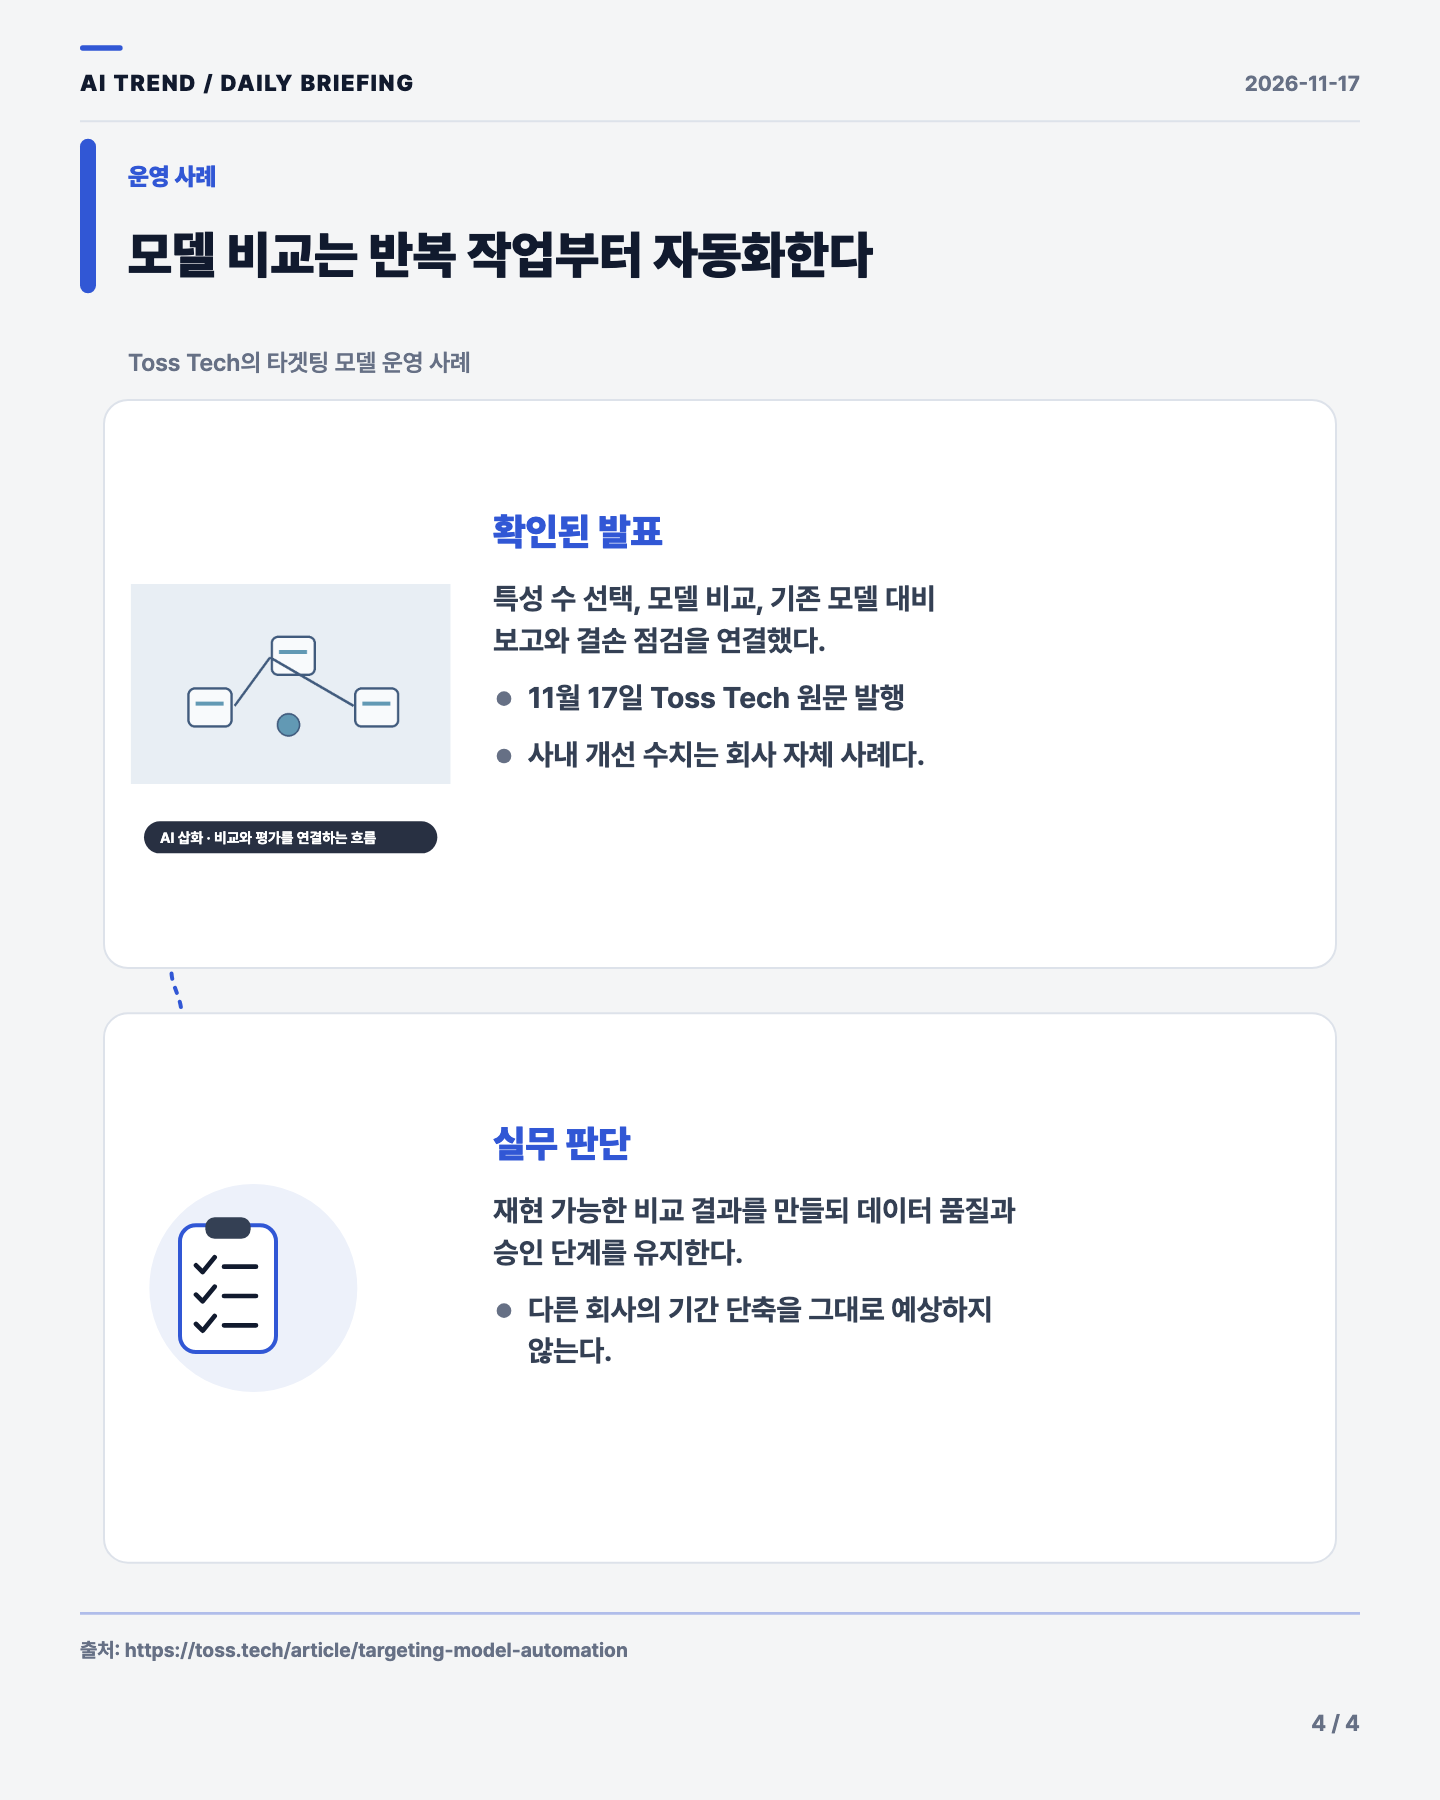 AI TREND / DAILY BRIEFING
2026-11-17
운영 사례
모델 비교는 반복 작업부터 자동화한다
Toss Tech의 타겟팅 모델 운영 사례
확인된 발표
특성 수 선택, 모델 비교, 기존 모델 대비
보고와 결손 점검을 연결했다.
11월 17일 Toss Tech 원문 발행
사내 개선 수치는 회사 자체 사례다.
AI 삽화 · 비교와 평가를 연결하는 흐름
실무 판단
재현 가능한 비교 결과를 만들되 데이터 품질과
승인 단계를 유지한다.
다른 회사의 기간 단축을 그대로 예상하지
않는다.
출처: https://toss.tech/article/targeting-model-automation
4 / 4